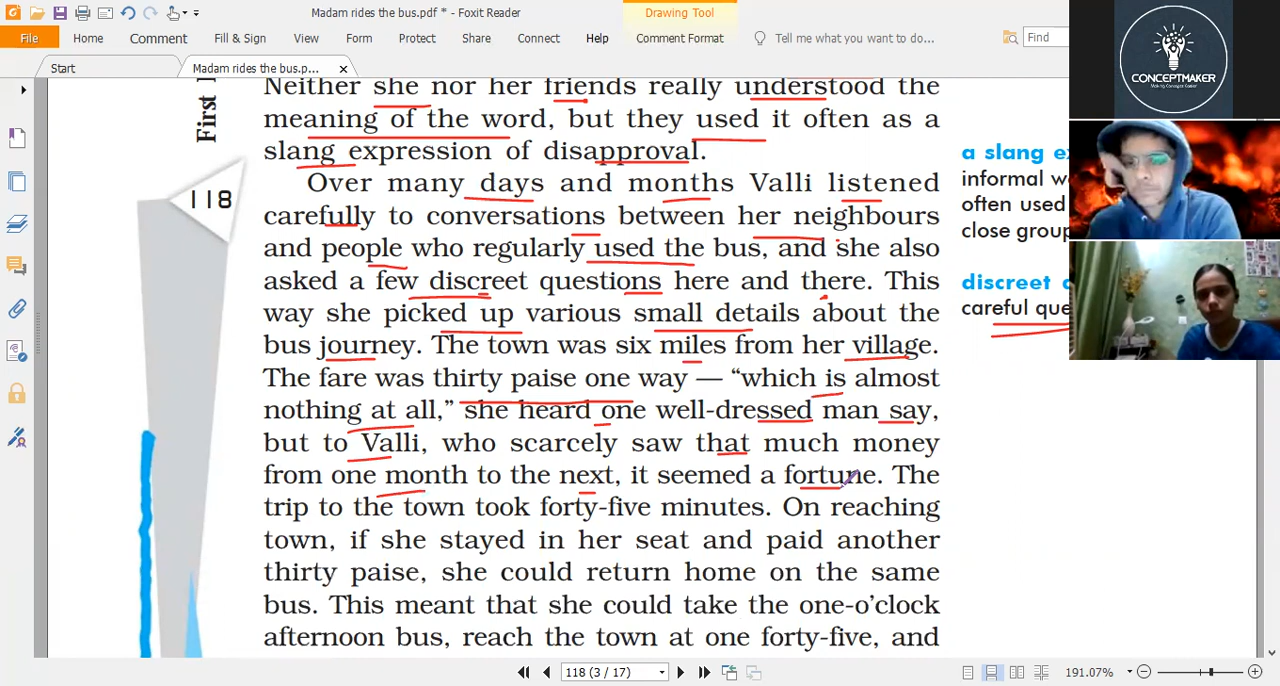 Madam rides the bus.pdf * - Foxit Reader
Drawing Tool
File
Home
Comment
Fill & Sign
View
Form
Protect
Share
Connect
Help
Comment Format
Tell me what you want to do...
Find
Start
Madam rides the bus.p...
CONCEPTMAKER
Making Concepts Easier
First
118
Neither she nor her friends really understood the
meaning of the word, but they used it often as a
slang expression of disapproval.
Over many days and months Valli listened
carefully to conversations between her neighbours
and people who regularly used the bus, and she also
asked a few discreet questions here and there. This
way she picked up various small details about the
bus journey. The town was six miles from her village.
The fare was thirty paise one way — “which is almost
nothing at all,” she heard one well-dressed man say,
but to Valli, who scarcely saw that much money
from one month to the next, it seemed a fortune. The
trip to the town took forty-five minutes. On reaching
town, if she stayed in her seat and paid another
thirty paise, she could return home on the same
bus. This meant that she could take the one-o’clock
afternoon bus, reach the town at one forty-five, and
a slang ex
informal w
often used
close group
discreet
careful que
118 (3 / 17)
191.07%